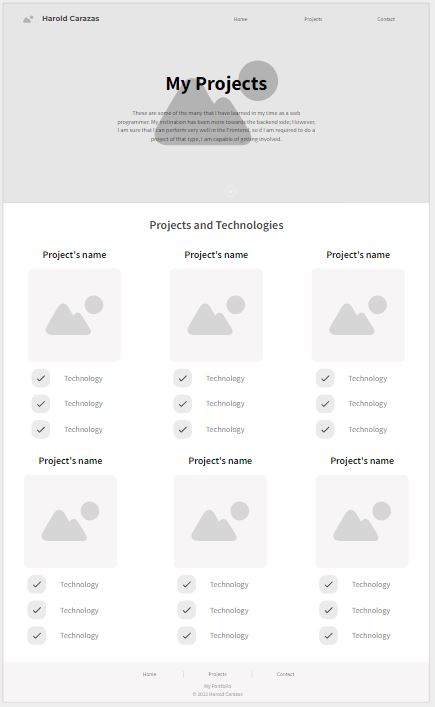 Harold Carazas
Home Projects Contact
My Projects
These are some of the many that I have learned in my time as a web
programmer. My inclination has been more towards the backend side; However,
I am sure that I can perform very well in the Frontend, so if I am required to do a
project of that type, I am capable of getting involved.
Projects and Technologies
Project's name Project's name Project's name
Technology Technology Technology
Technology Technology Technology
Technology Technology Technology
Project's name Project's name Project's name
Technology Technology Technology
Technology Technology Technology
Technology Technology Technology
Home Projects Contact
My Portfolio
© 2023 Harold Carazas